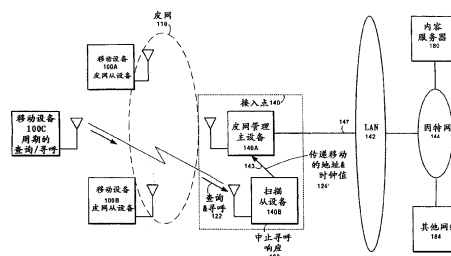 皮网
110
移动设备
100A
皮网从设备
移动设备
100C
周期的
查询/寻呼
移动设备
100B
皮网从设备
接入点 140
皮网管理
主设备
140A
143
传递移动
的地址&
时钟值
124'
查询
&寻呼
122
扫描
从设备
140B
中止寻呼
响应
147
LAN
142
内容
服务器
180
因特网
144
其他网络
184